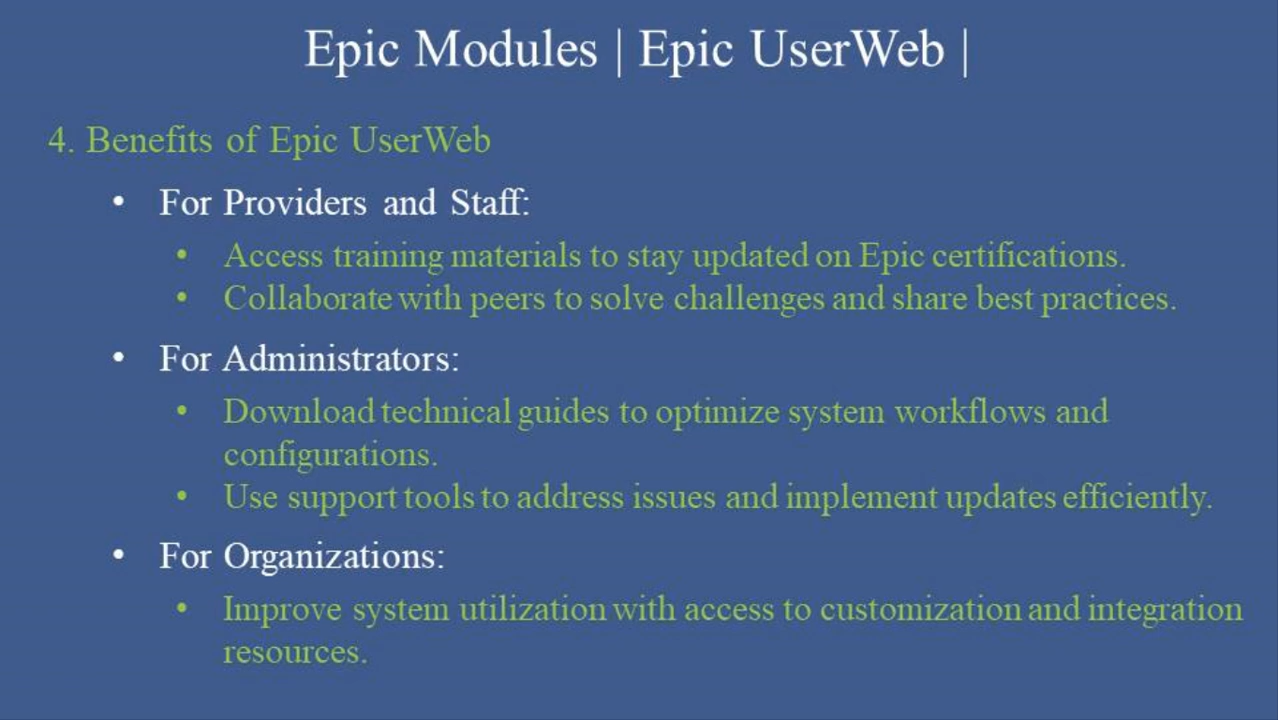 Epic Modules | Epic UserWeb |
4. Benefits of Epic UserWeb
• For Providers and Staff:
• Access training materials to stay updated on Epic certifications.
• Collaborate with peers to solve challenges and share best practices.
• For Administrators:
• Download technical guides to optimize system workflows and
configurations.
• Use support tools to address issues and implement updates efficiently.
• For Organizations:
• Improve system utilization with access to customization and integration
resources.